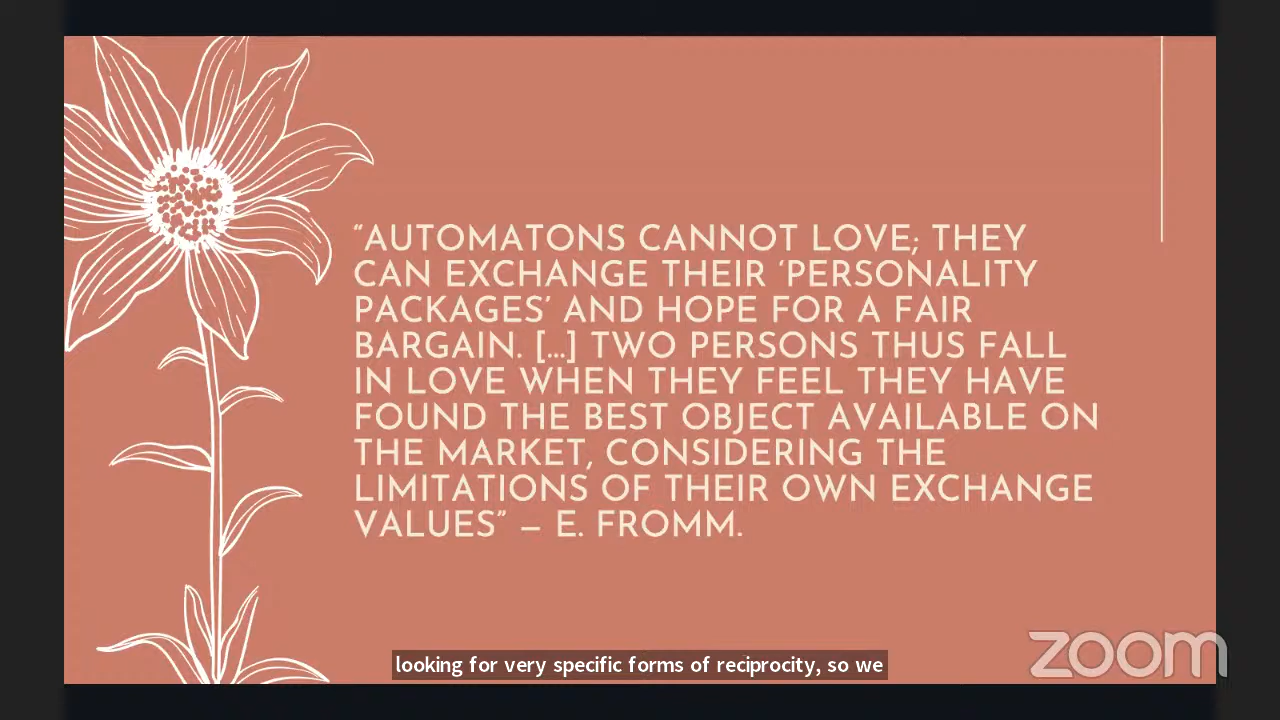 “AUTOMATONS CANNOT LOVE; THEY
CAN EXCHANGE THEIR ‘PERSONALITY
PACKAGES’ AND HOPE FOR A FAIR
BARGAIN. [...] TWO PERSONS THUS FALL
IN LOVE WHEN THEY FEEL THEY HAVE
FOUND THE BEST OBJECT AVAILABLE ON
THE MARKET, CONSIDERING THE
LIMITATIONS OF THEIR OWN EXCHANGE
VALUES” – E. FROMM.
looking for very specific forms of reciprocity, so we
zoom